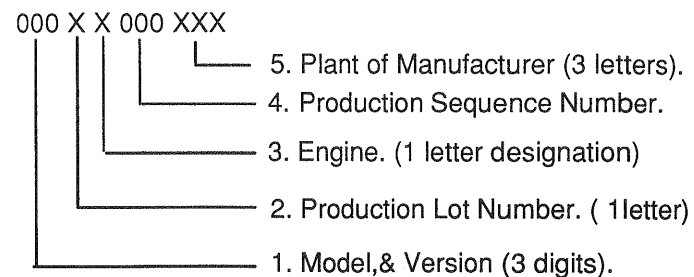 000 X X 000 XXX
5. Plant of Manufacturer (3 letters).
4. Production Sequence Number.
3. Engine. (1 letter designation)
2. Production Lot Number. ( 1letter)
1. Model,& Version (3 digits).